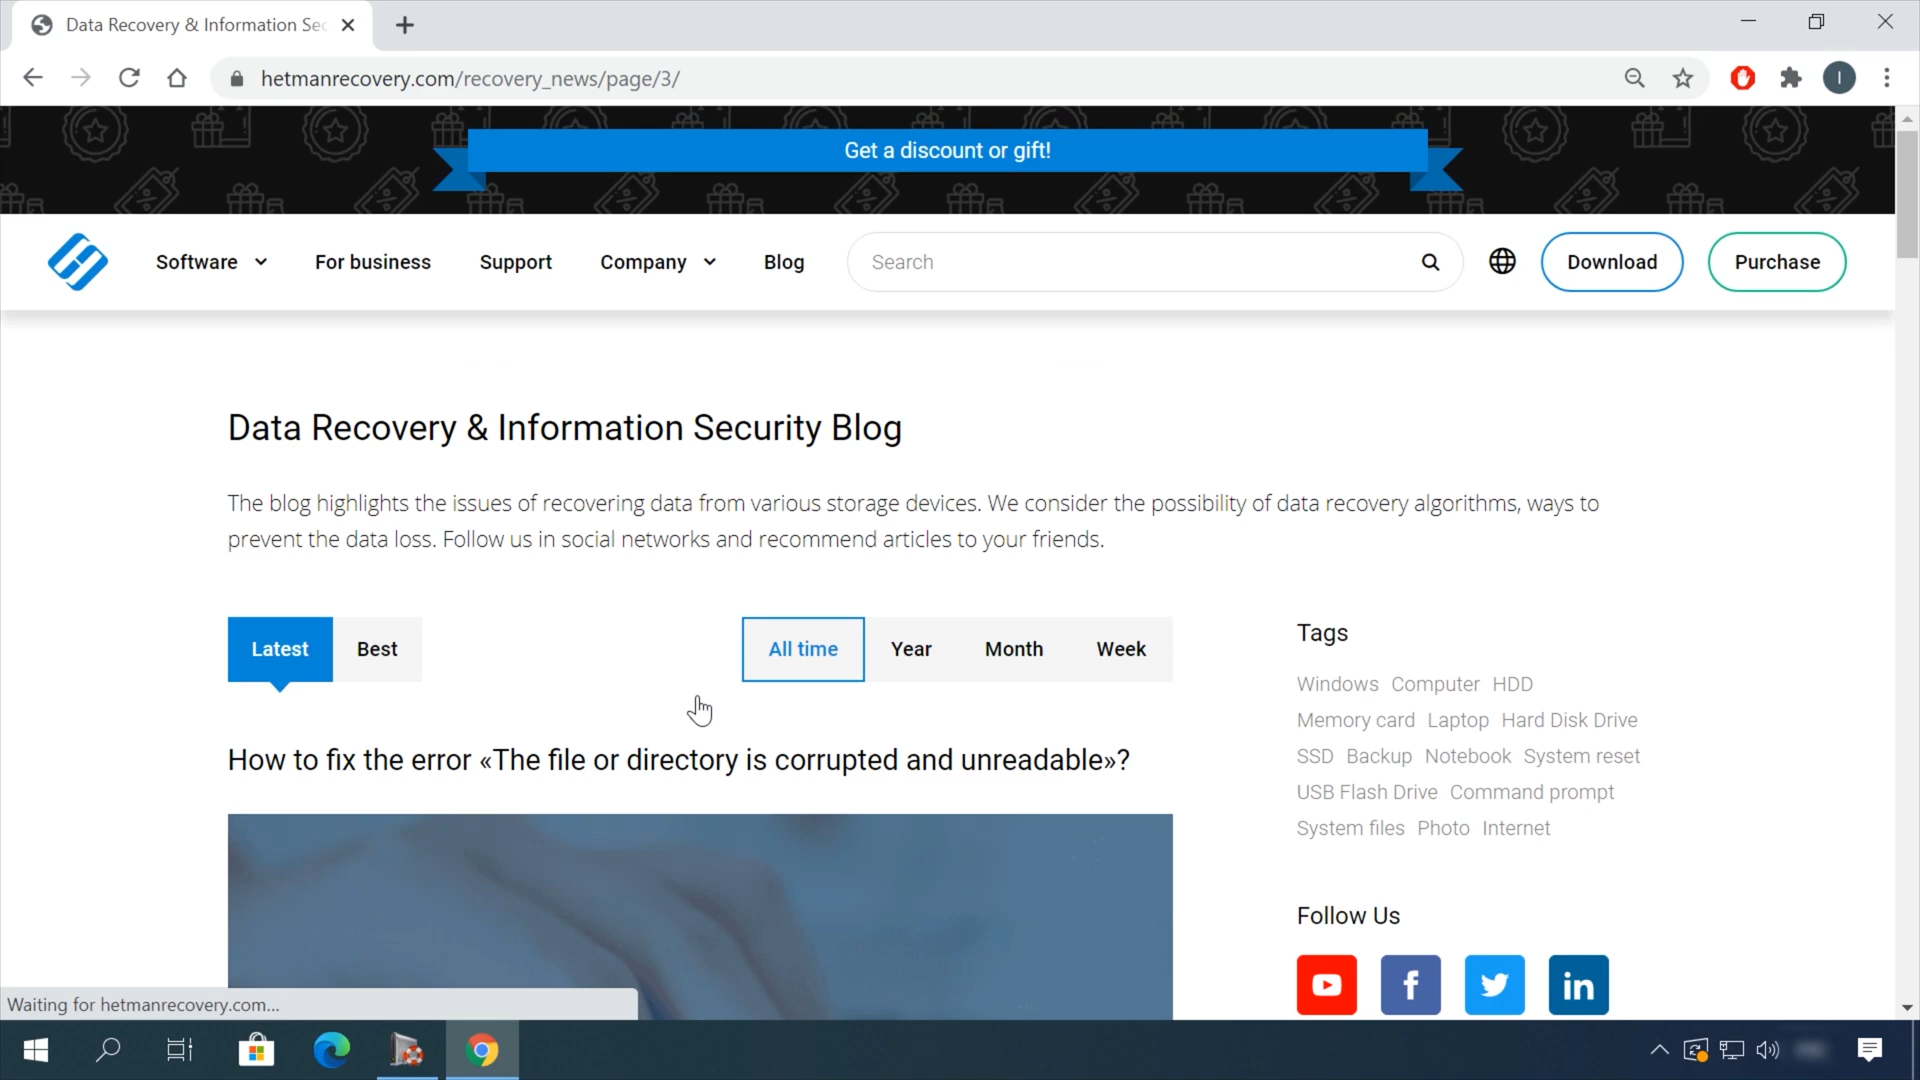 Data Recovery & Information Sec
hetmanrecovery.com/recovery_news/page/3/
I
Get a discount or gift!
Software For business Support Company Blog Search Download Purchase
Data Recovery & Information Security Blog
The blog highlights the issues of recovering data from various storage devices. We consider the possibility of data recovery algorithms, ways to
prevent the data loss. Follow us in social networks and recommend articles to your friends.
Latest Best All time Year Month Week
How to fix the error «The file or directory is corrupted and unreadable»?
Tags
Windows Computer HDD
Memory card Laptop Hard Disk Drive
SSD Backup Notebook System reset
USB Flash Drive Command prompt
System files Photo Internet
Follow Us
Waiting for hetmanrecovery.com...